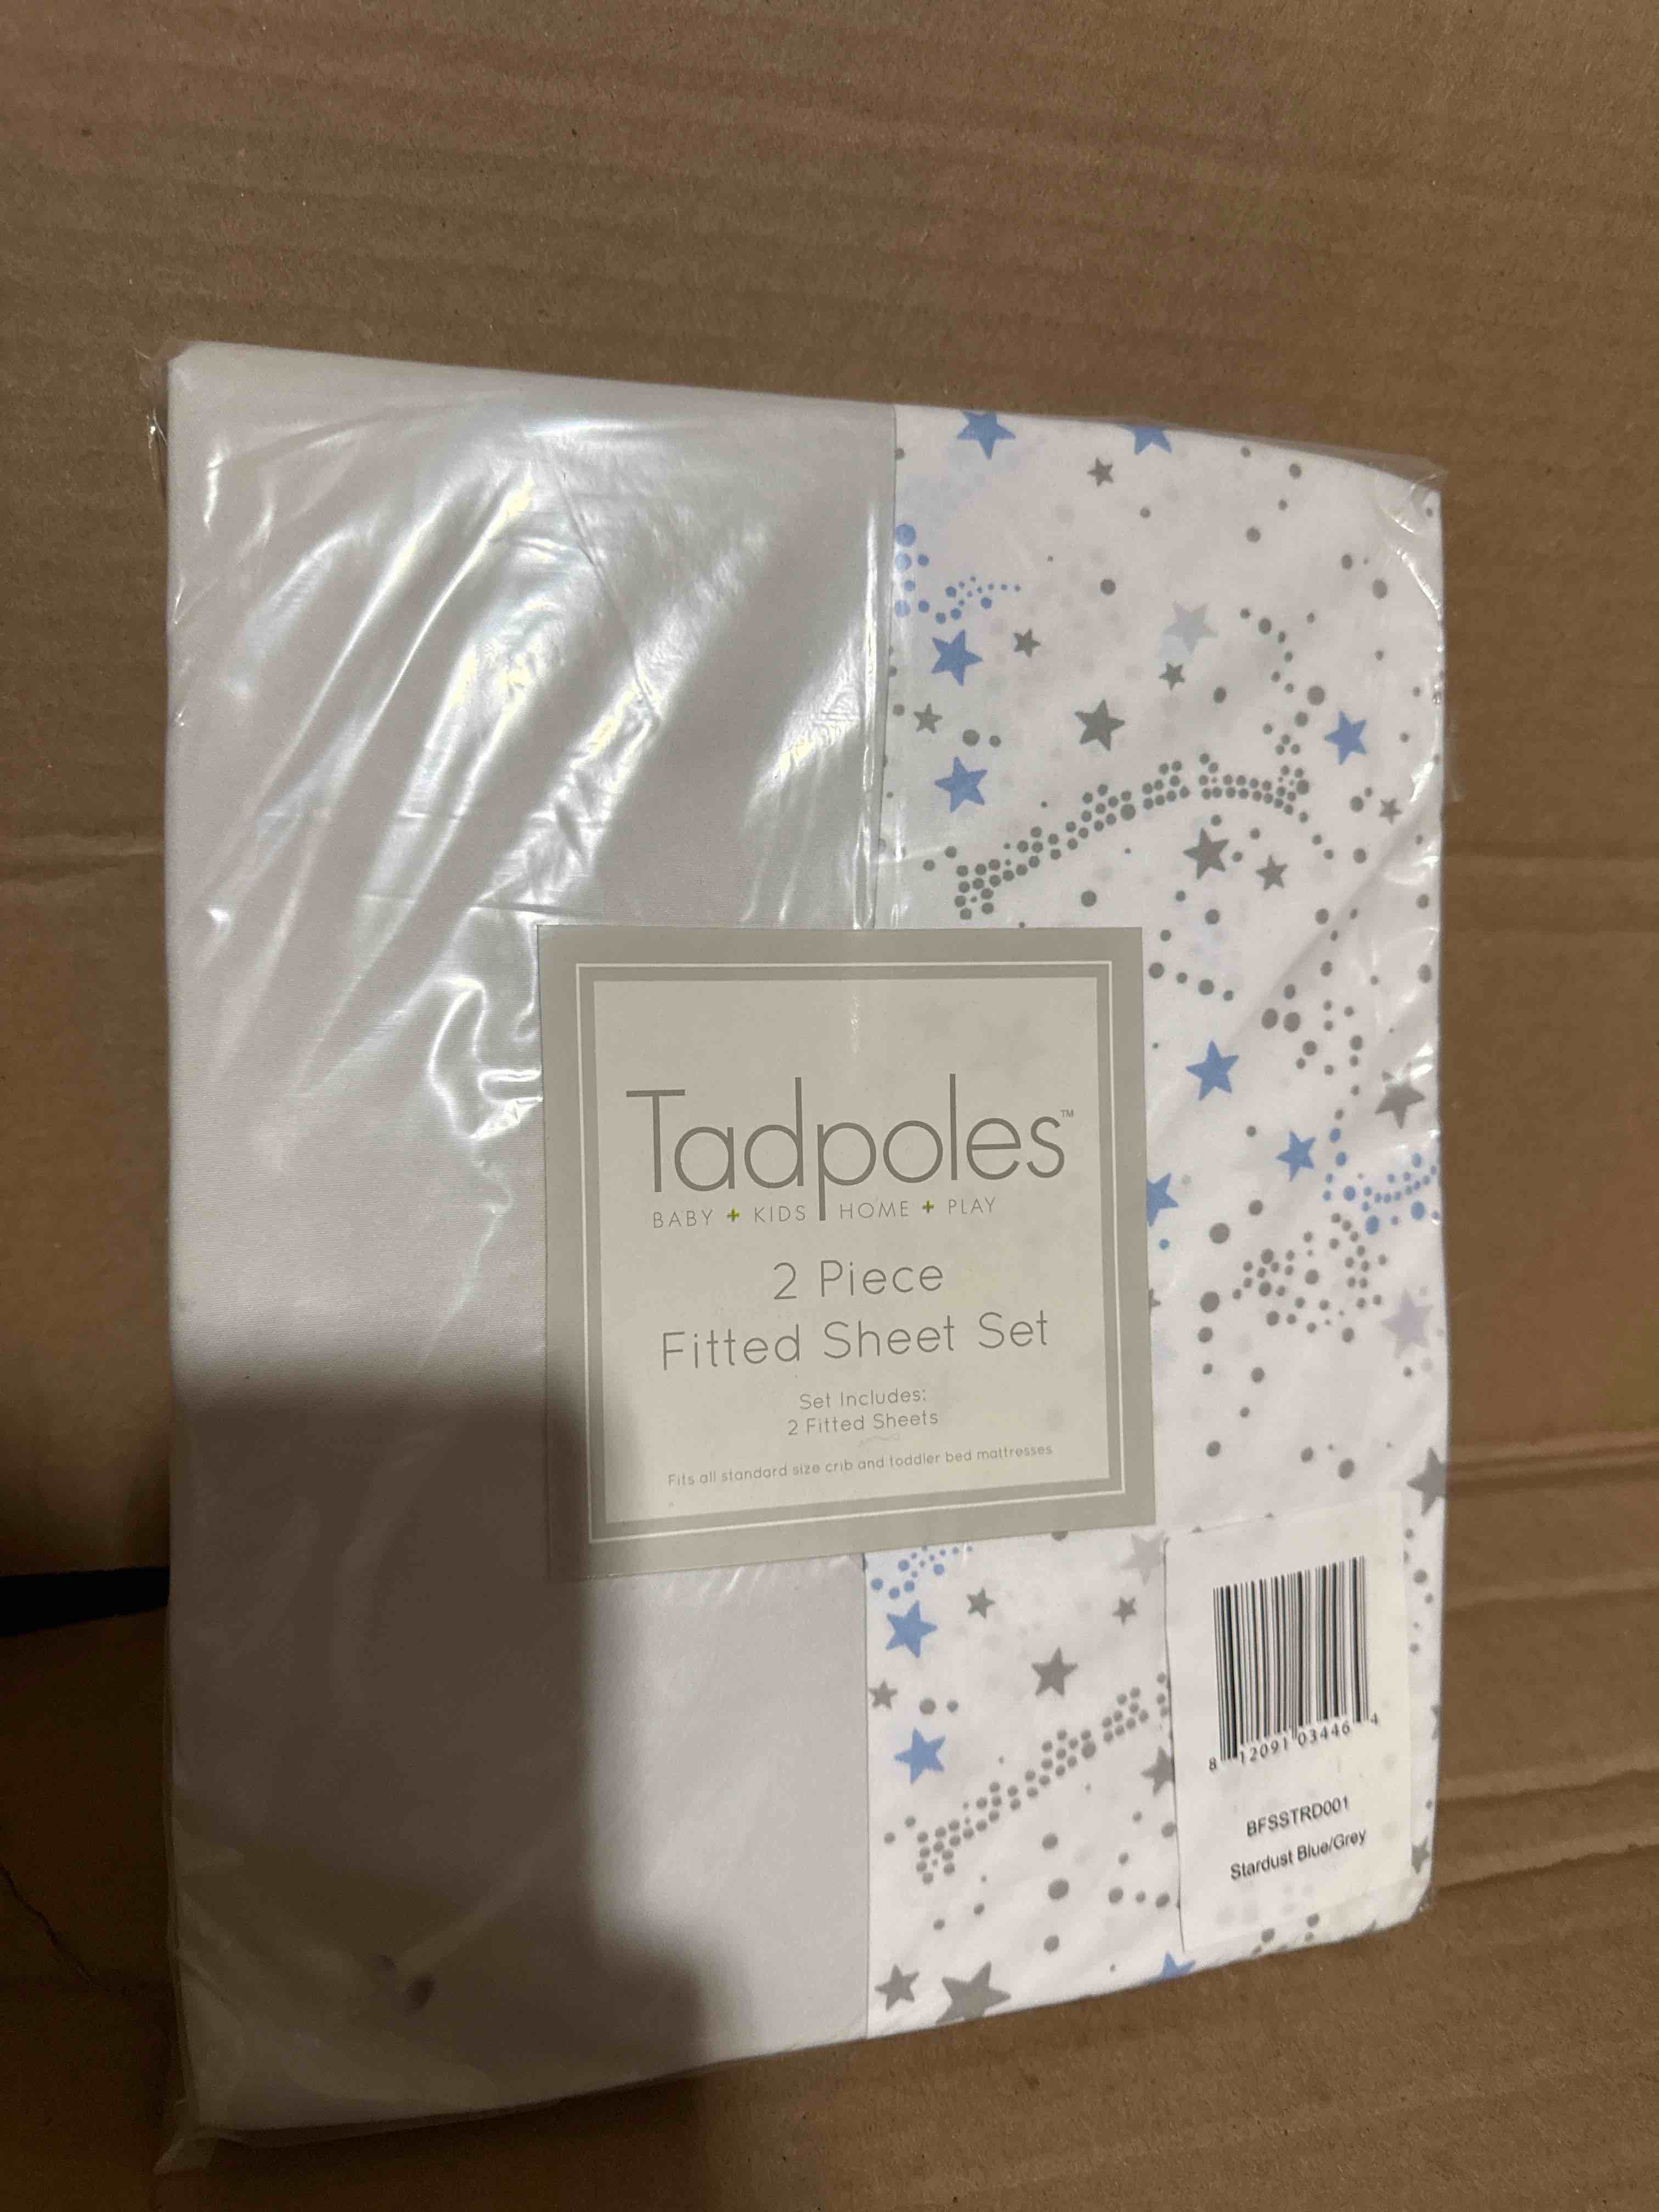 Tadpoles™
BABY + KIDS HOME + PLAY
2 Piece
Fitted Sheet Set
Set Includes:
2 Fitted Sheets
Fits all standard size crib and toddler bed mattresses
8 12091 03446 4
BFSSTRD001
Stardust Blue/Grey